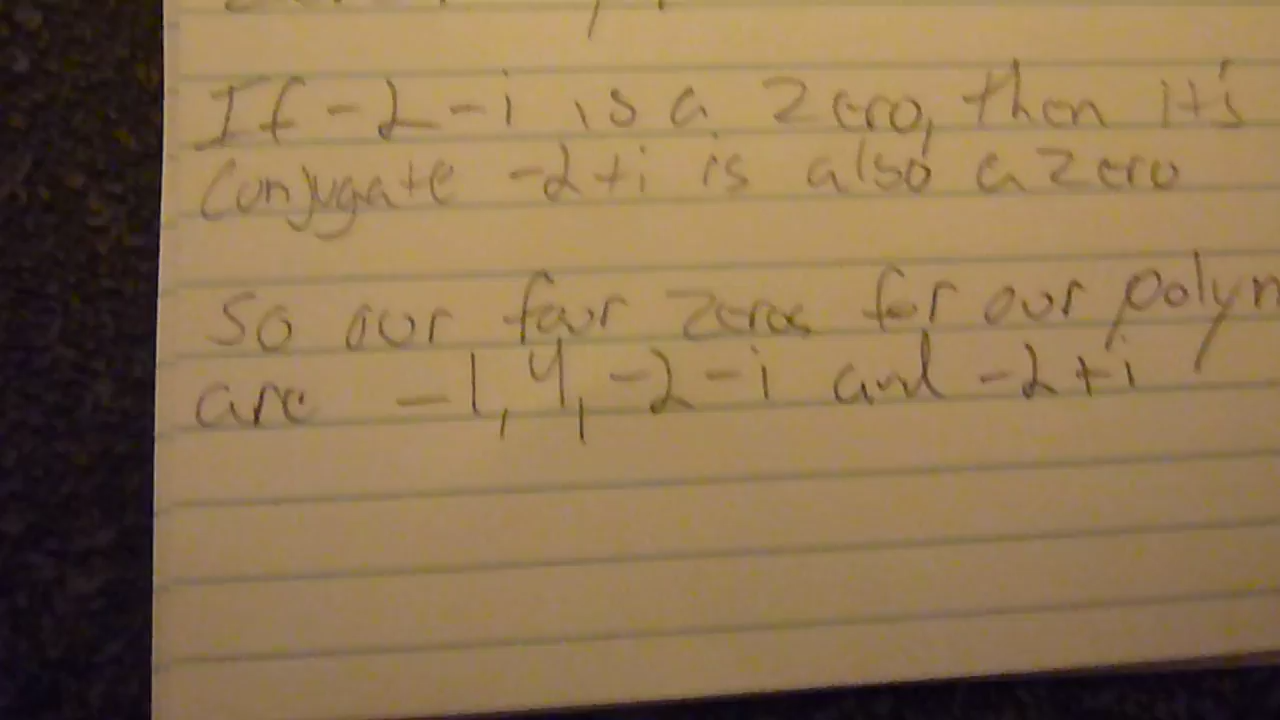 If -2-i is a zero, then it's
conjugate -2+i is also a zero
So our four zeros for our polyn
are -1, 4, -2-i and -2+i